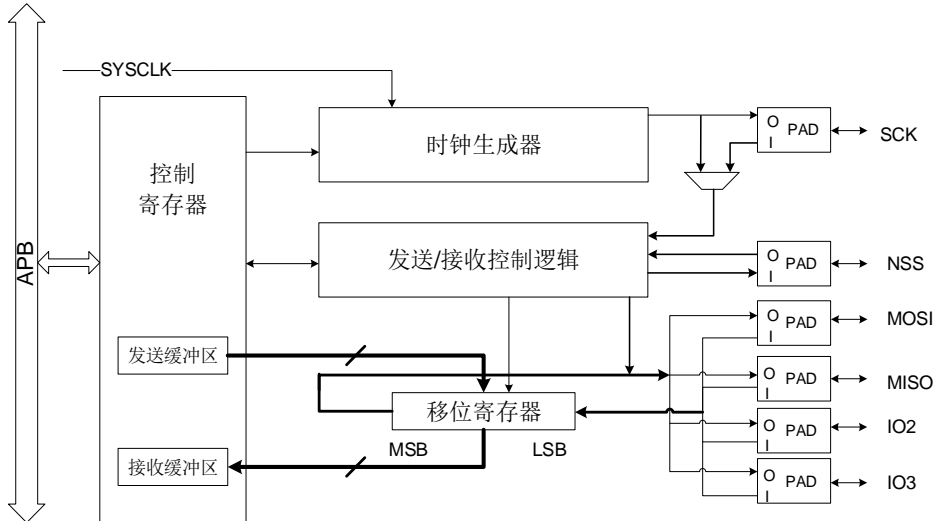 SYSCLK
O
I
PAD
SCK
时钟生成器
控制
寄存器
APB
发送/接收控制逻辑
O
I
PAD
NSS
O
I
PAD
MOSI
发送缓冲区
O
I
PAD
MISO
移位寄存器
MSB
LSB
O
I
PAD
IO2
接收缓冲区
O
I
PAD
IO3